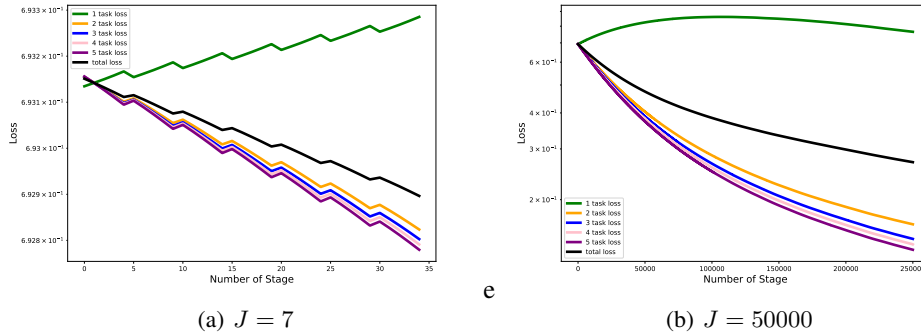 6.933 × 10⁻¹
6.932 × 10⁻¹
6.931 × 10⁻¹
6.93 × 10⁻¹
6.929 × 10⁻¹
6.928 × 10⁻¹
Loss
1 task loss
2 task loss
3 task loss
4 task loss
5 task loss
total loss
0 5 10 15 20 25 30 35
Number of Stage
(a) J = 7
e
6 × 10⁻¹
4 × 10⁻¹
3 × 10⁻¹
2 × 10⁻¹
Loss
1 task loss
2 task loss
3 task loss
4 task loss
5 task loss
total loss
0 50000 100000 150000 200000 250000
Number of Stage
(b) J = 50000